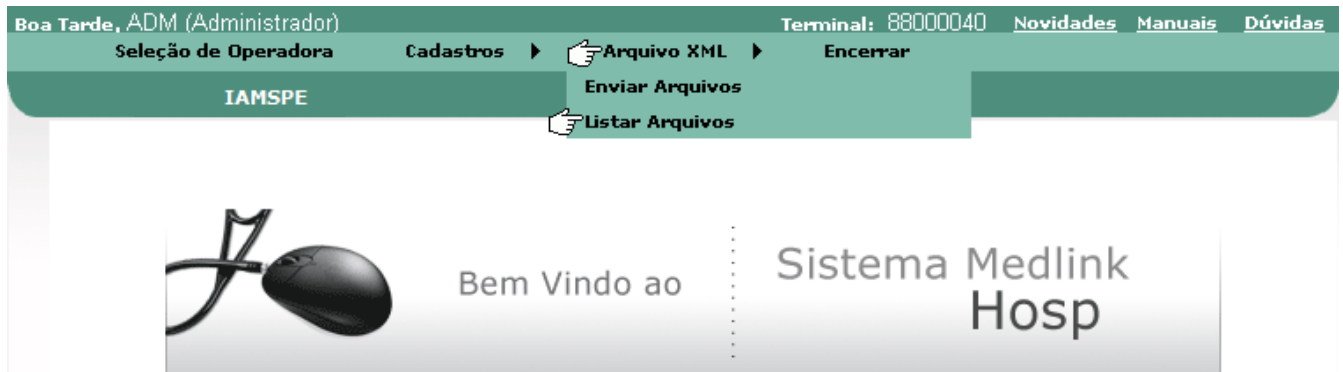 Boa Tarde, ADM (Administrador) Terminal: 88000040 Novidades Manuais Dúvidas
Seleção de Operadora Cadastros Arquivo XML Encerrar
IAMSPE
Enviar Arquivos
Listar Arquivos
Bem Vindo ao
Sistema Medlink
Hosp